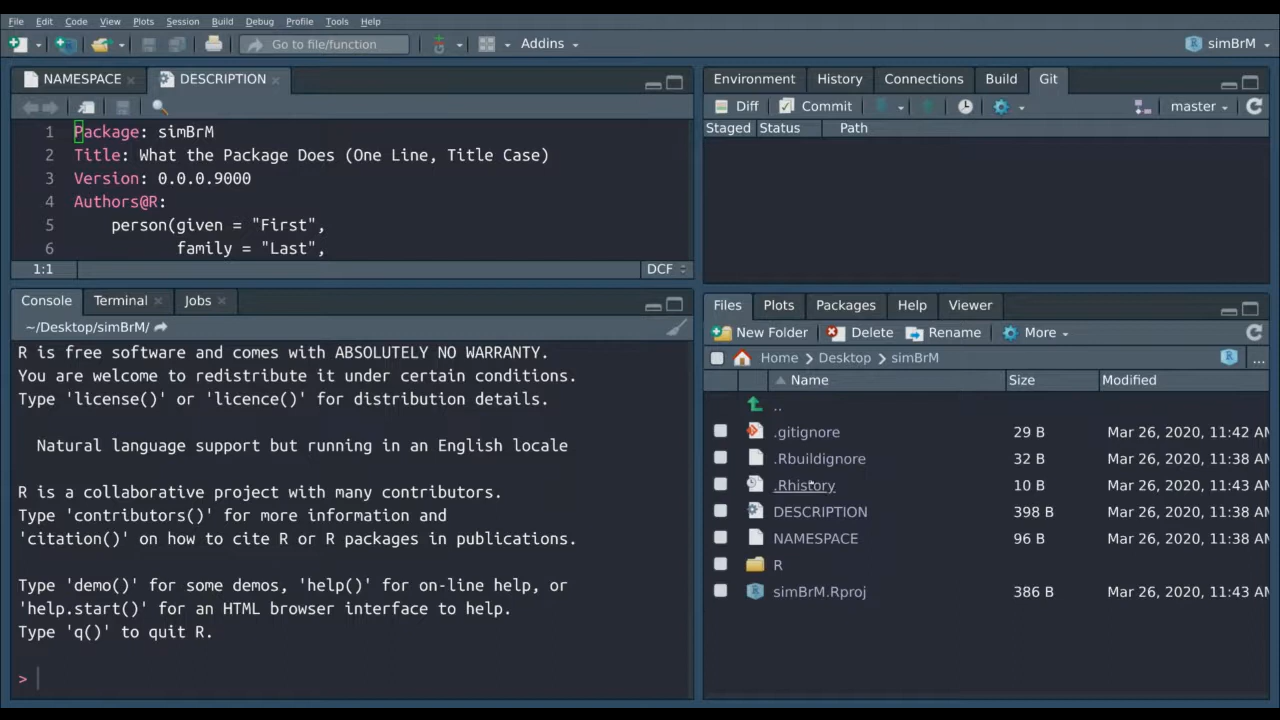 File Edit Code View Plots Session Build Debug Profile Tools Help
Go to file/function Addins simBrM
NAMESPACE DESCRIPTION
1 Package: simBrM
2 Title: What the Package Does (One Line, Title Case)
3 Version: 0.0.0.9000
4 Authors@R:
5 person(given = "First",
6 family = "Last",
1:1 DCF
Console Terminal Jobs
~/Desktop/simBrM/
R is free software and comes with ABSOLUTELY NO WARRANTY.
You are welcome to redistribute it under certain conditions.
Type 'license()' or 'licence()' for distribution details.
Natural language support but running in an English locale
R is a collaborative project with many contributors.
Type 'contributors()' for more information and
'citation()' on how to cite R or R packages in publications.
Type 'demo()' for some demos, 'help()' for on-line help, or
'help.start()' for an HTML browser interface to help.
Type 'q()' to quit R.
>
Environment History Connections Build Git
Diff Commit master
Staged Status Path
Files Plots Packages Help Viewer
New Folder Delete Rename More
Home Desktop simBrM ...
Name Size Modified
..
.gitignore 29 B Mar 26, 2020, 11:42 AM
.Rbuildignore 32 B Mar 26, 2020, 11:38 AM
.Rhistory 10 B Mar 26, 2020, 11:43 AM
DESCRIPTION 398 B Mar 26, 2020, 11:38 AM
NAMESPACE 96 B Mar 26, 2020, 11:38 AM
R
simBrM.Rproj 386 B Mar 26, 2020, 11:43 AM